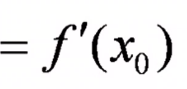 = f'(x₀)